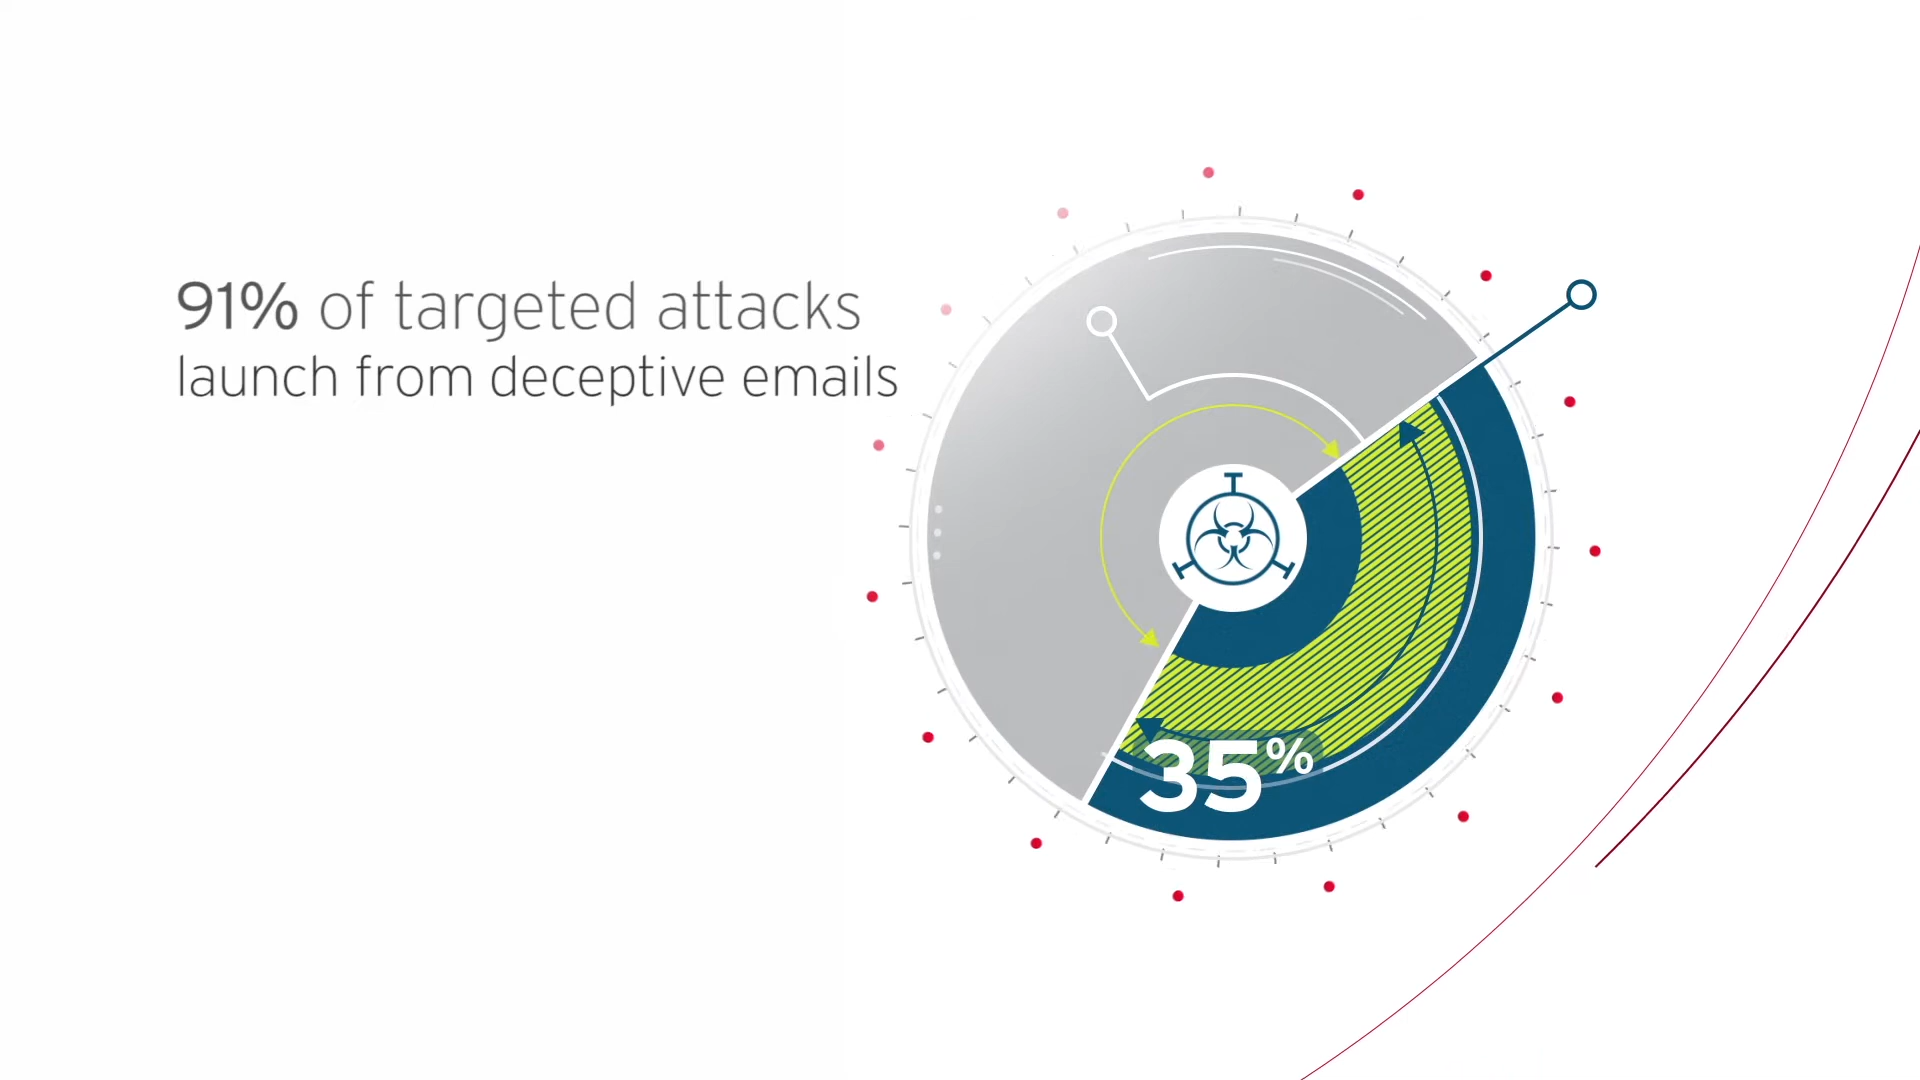 91% of targeted attacks
launch from deceptive emails
35%